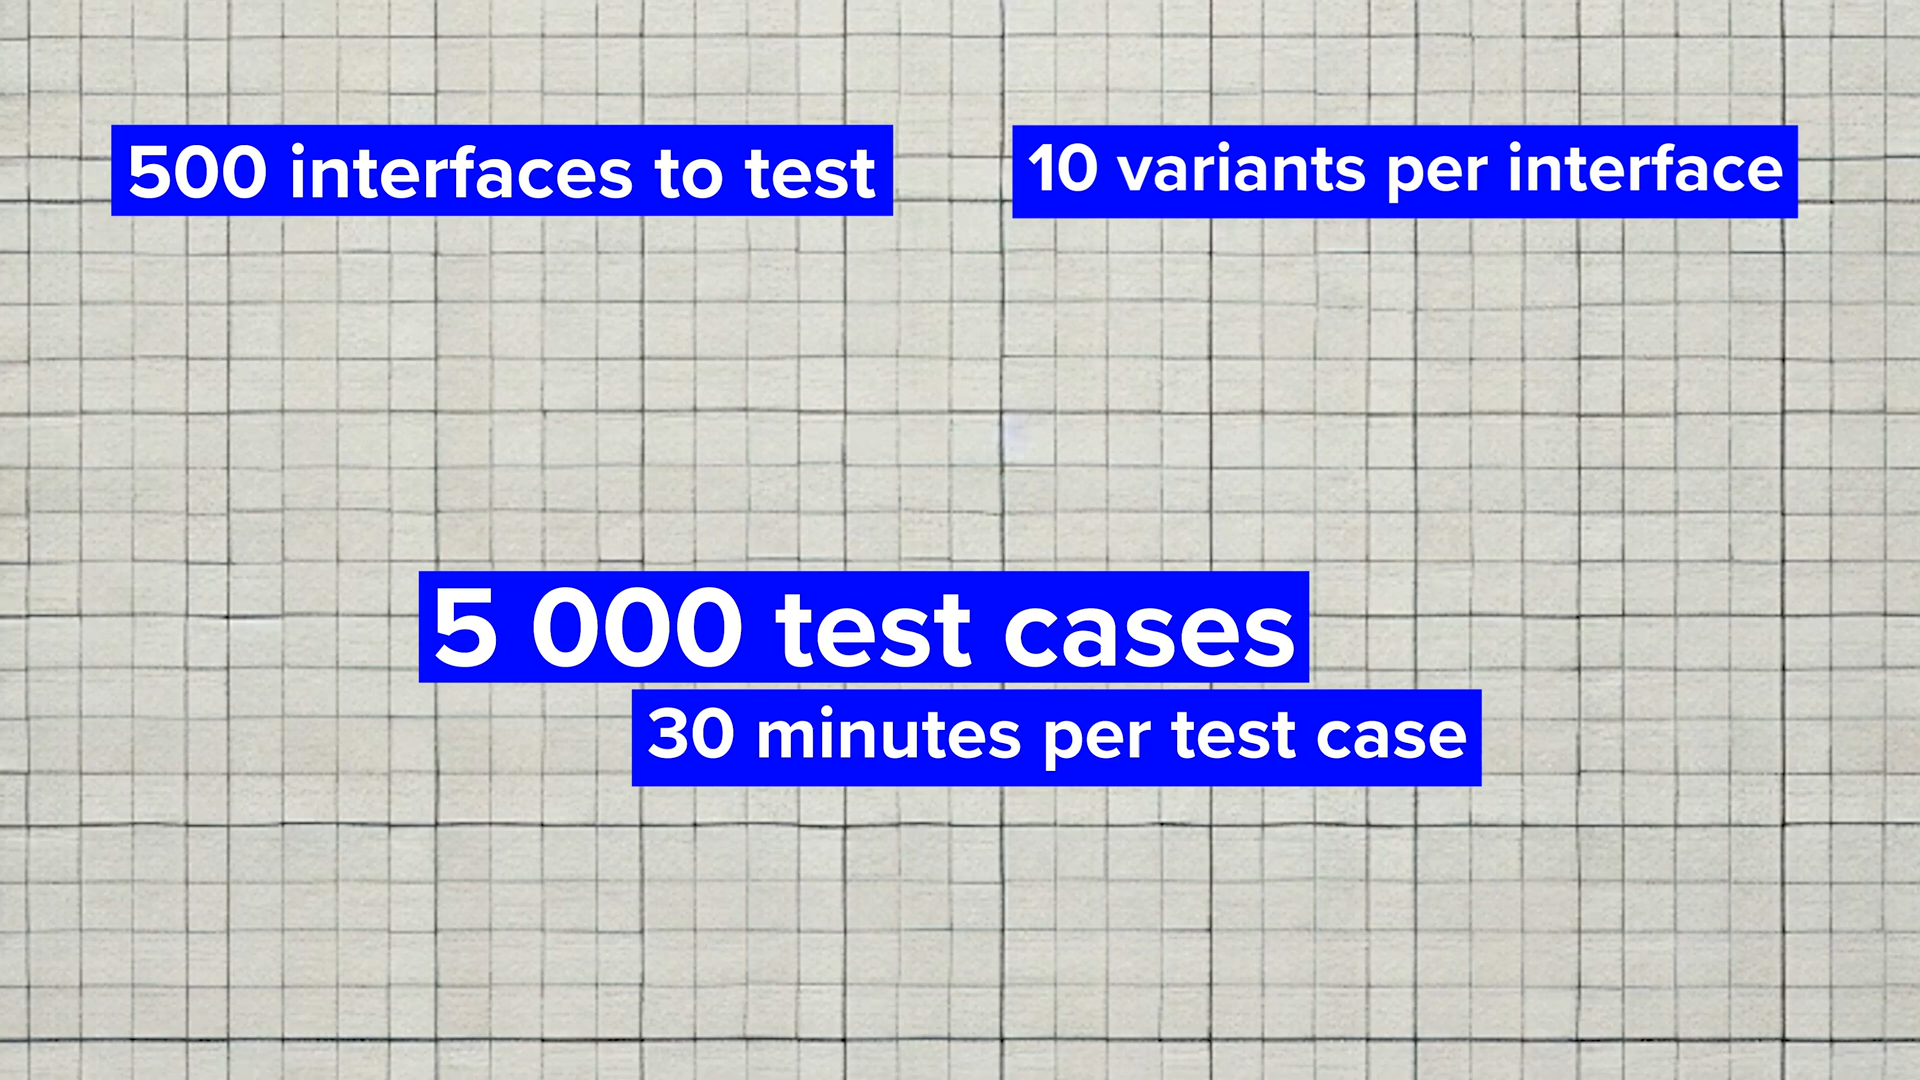 500 interfaces to test
10 variants per interface
5 000 test cases
30 minutes per test case